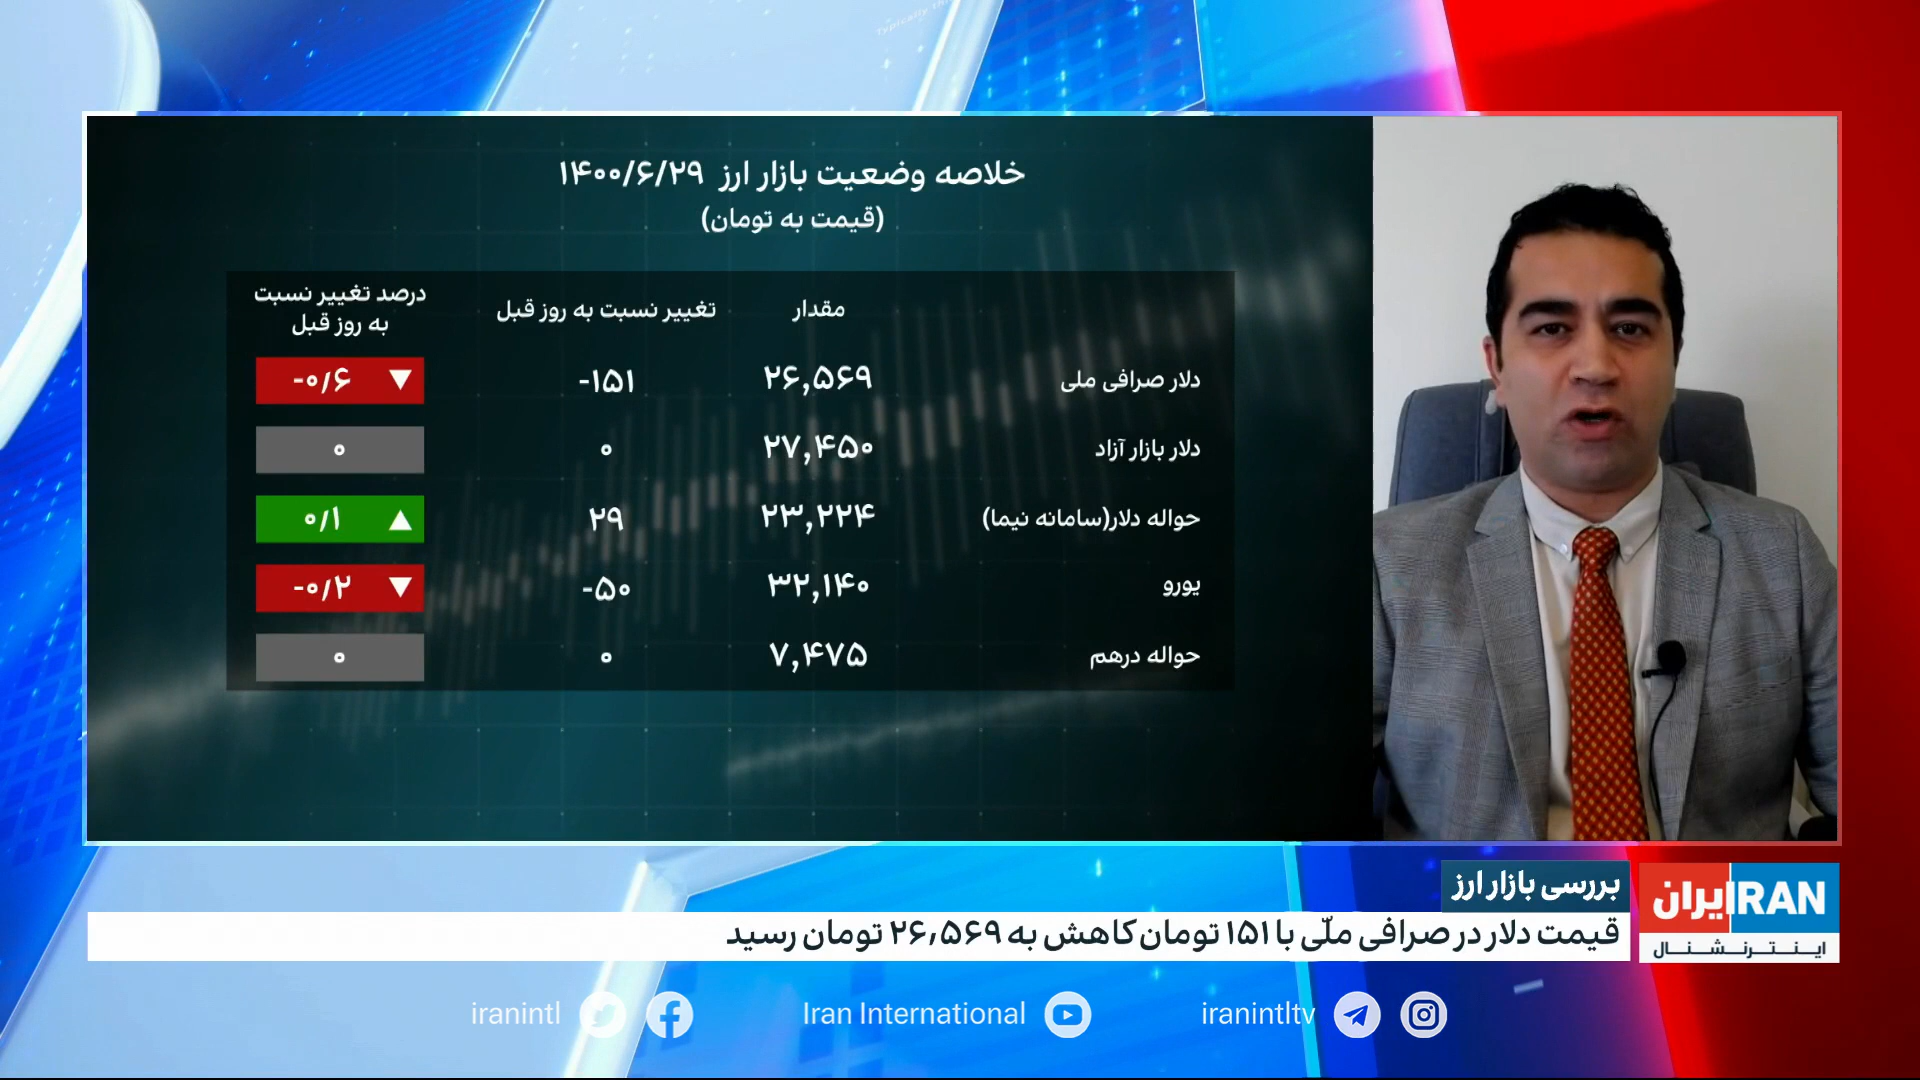 خلاصه وضعیت بازار ارز ۱۴۰۰/۶/۲۹
(قیمت به تومان)
مقدار
تغییر نسبت به روز قبل
درصد تغییر نسبت
به روز قبل
دلار صرافی ملی
۲۶,۵۶۹
-۱۵۱
-۰/۶
دلار بازار آزاد
۲۷,۴۵۰
۰
۰
حواله دلار(سامانه نیما)
۲۳,۲۲۴
۲۹
۰/۱
یورو
۳۲,۱۴۰
-۵۰
-۰/۲
حواله درهم
۷,۴۷۵
۰
۰
بررسی بازار ارز
قیمت دلار در صرافی ملّی با ۱۵۱ تومان کاهش به ۲۶,۵۶۹ تومان رسید
ایران IRAN
اینترنشنال
iranintl
Iran International
iranintltv